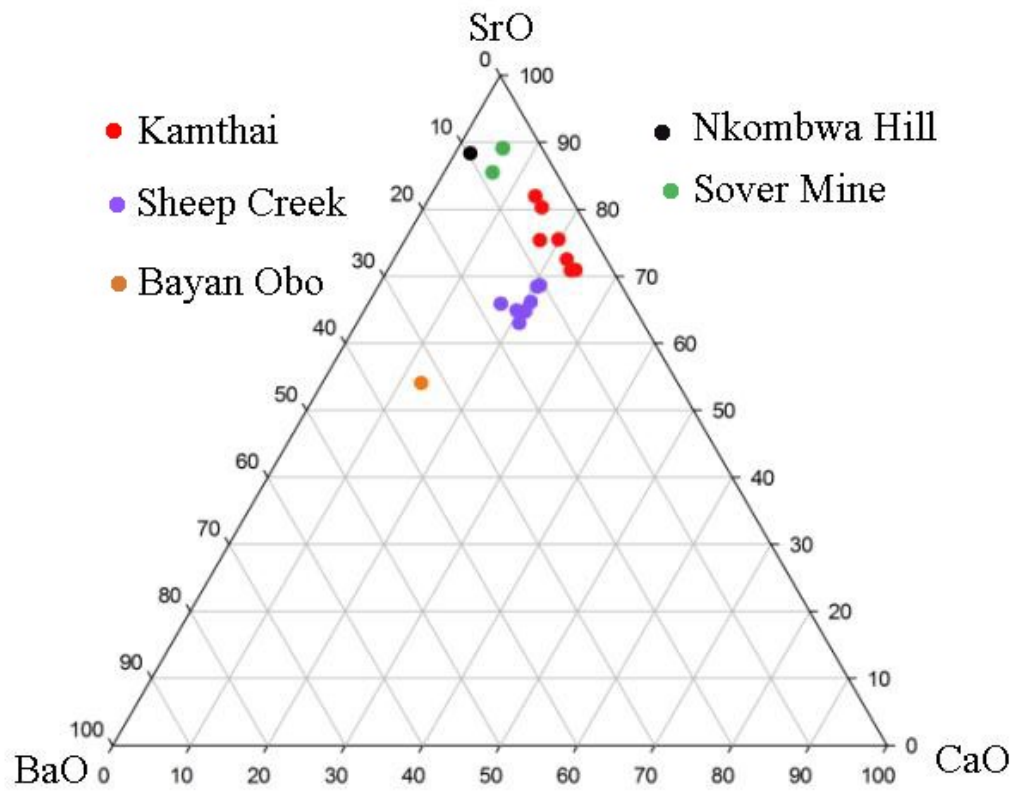 SrO
0 100
10 90
20 80
30 70
40 60
50 50
60 40
70 30
80 20
90 10
100 0
Kamthai
Sheep Creek
Bayan Obo
Nkombwa Hill
Sover Mine
BaO
0 10 20 30 40 50 60 70 80 90 100
CaO